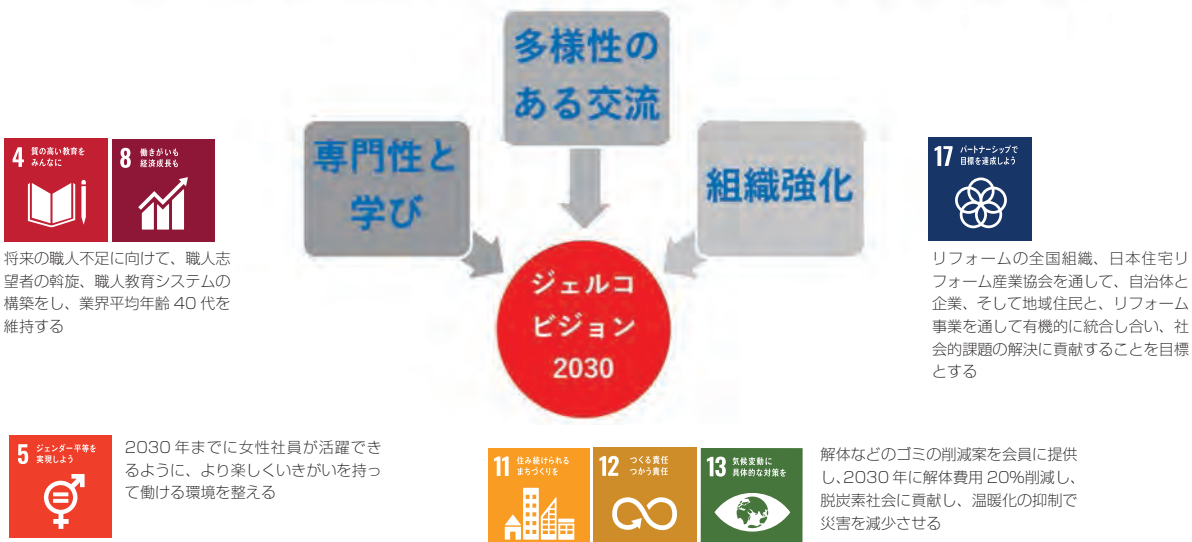 多様性の
ある交流
専門性と
学び
組織強化
ジェルコ
ビジョン
2030
4 質の高い教育を
みんなに
8 働きがいも
経済成長も
将来の職人不足に向けて、職人志
望者の斡旋、職人教育システムの
構築をし、業界平均年齢 40 代を
維持する
17 パートナーシップで
目標を達成しよう
リフォームの全国組織、日本住宅リ
フォーム産業協会を通して、自治体と
企業、そして地域住民と、リフォーム
事業を通して有機的に統合し合い、社
会的課題の解決に貢献することを目標
とする
5 ジェンダー平等を
実現しよう
2030 年までに女性社員が活躍でき
るように、より楽しくいきがいを持っ
て働ける環境を整える
11 住み続けられる
まちづくりを
12 つくる責任
つかう責任
13 気候変動に
具体的な対策を
解体などのゴミの削減案を会員に提供
し、2030 年に解体費用 20%削減し、
脱炭素社会に貢献し、温暖化の抑制で
災害を減少させる